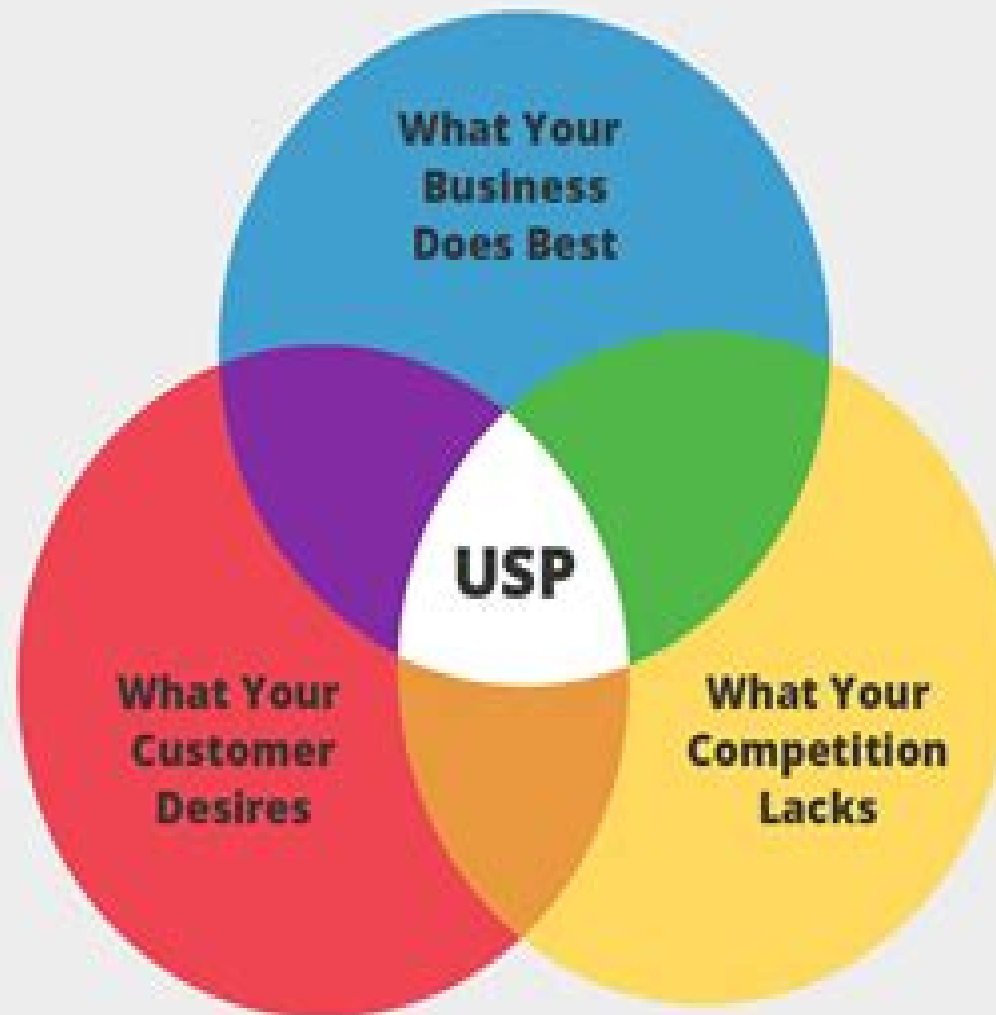 What Your
Business
Does Best
USP
What Your
Customer
Desires
What Your
Competition
Lacks